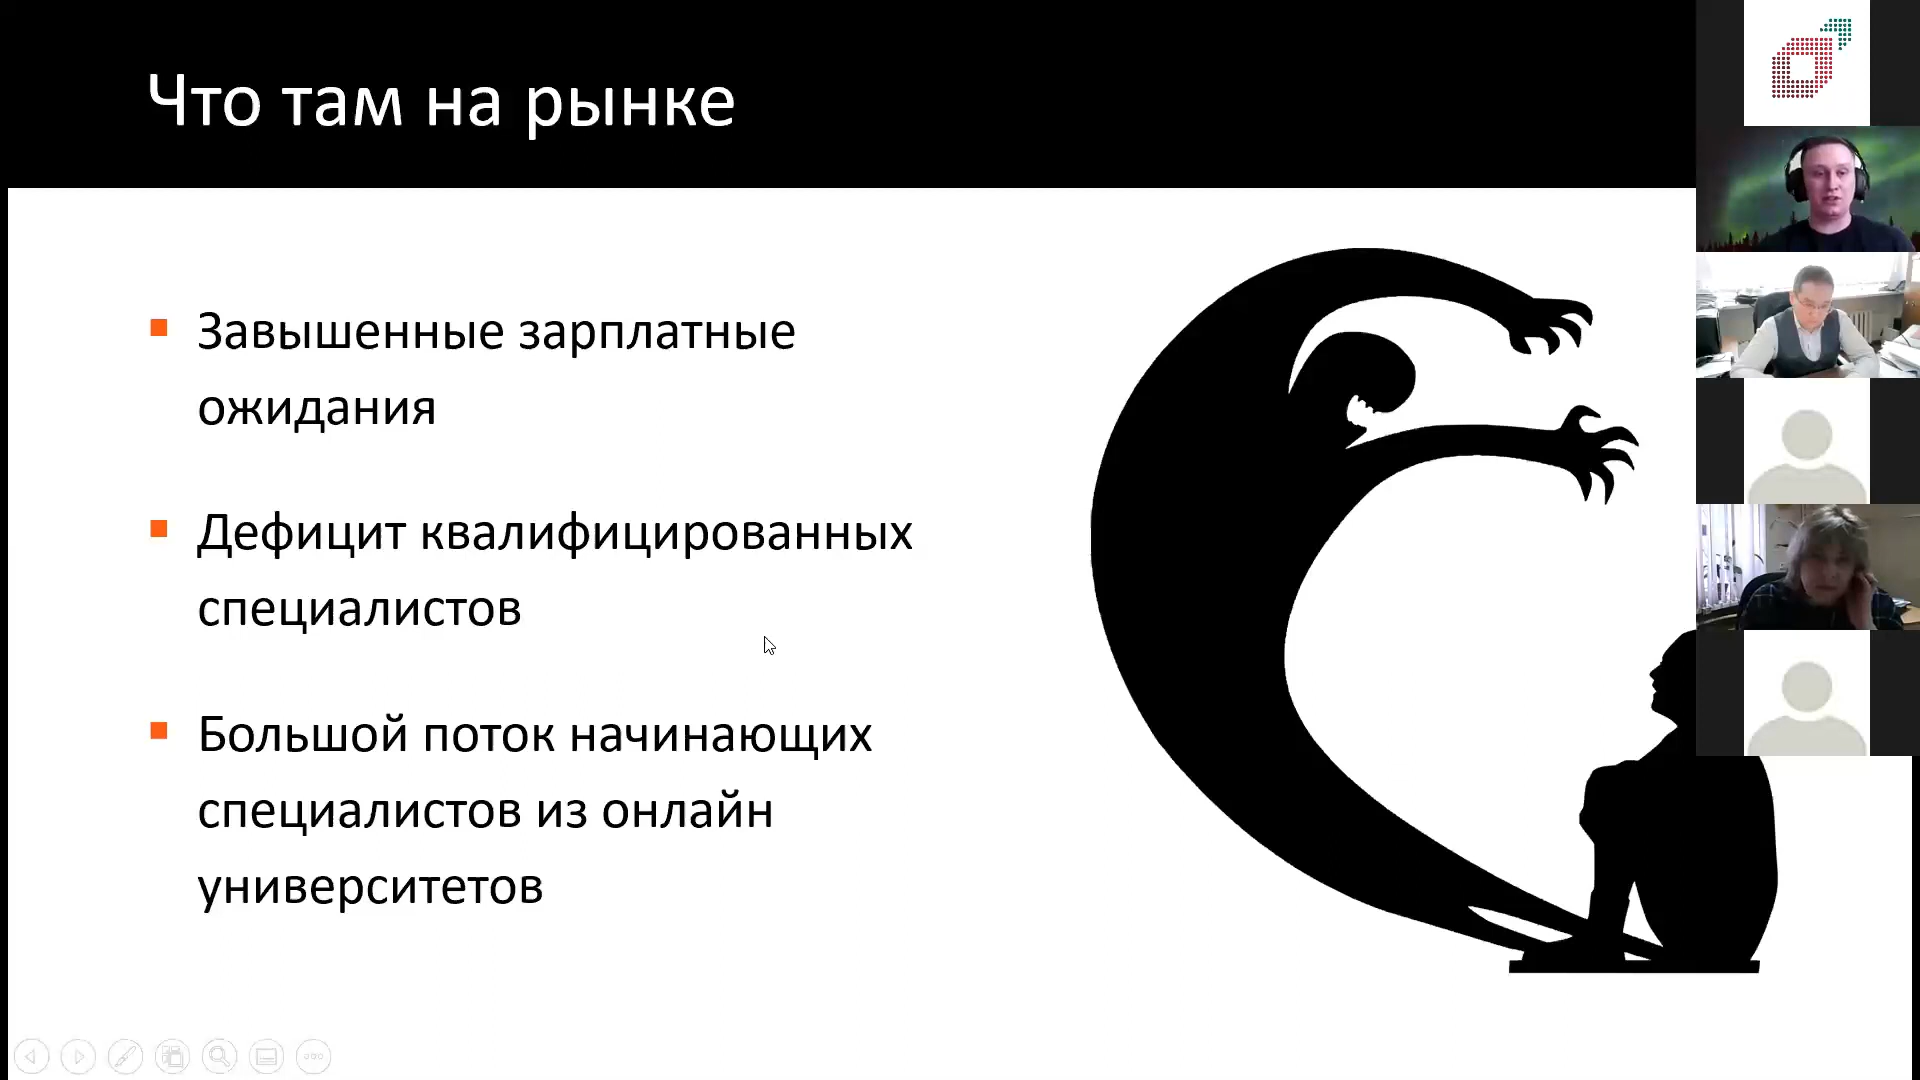 Что там на рынке
Завышенные зарплатные
ожидания
Дефицит квалифицированных
специалистов
Большой поток начинающих
специалистов из онлайн
университетов